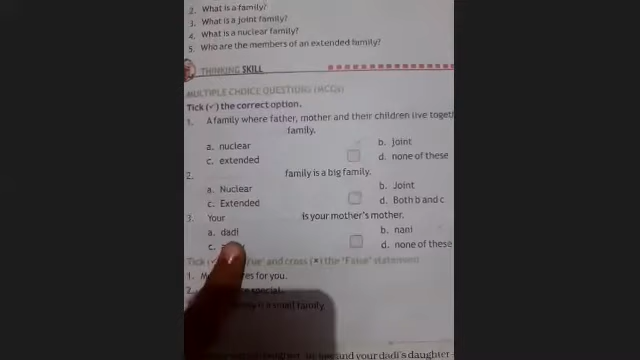 2. What is a family?
3. What is a joint family?
4. What is a nuclear family?
5. Who are the members of an extended family?
THINKING SKILL
MULTIPLE CHOICE QUESTIONS (MCQs)
Tick (✓) the correct option.
1. A family where father, mother and their children live
family.
a. nuclear b. joint
c. extended d. none of these
2. family is a big family.
a. Nuclear b. Joint
c. Extended d. Both b and c
3. Your is your mother's mother.
a. dadi b. nani
c. d. none of these
Tick and cross (×) the 'False' statement
1. for you.
2. special.
is a small family.
and your dadi's daughter